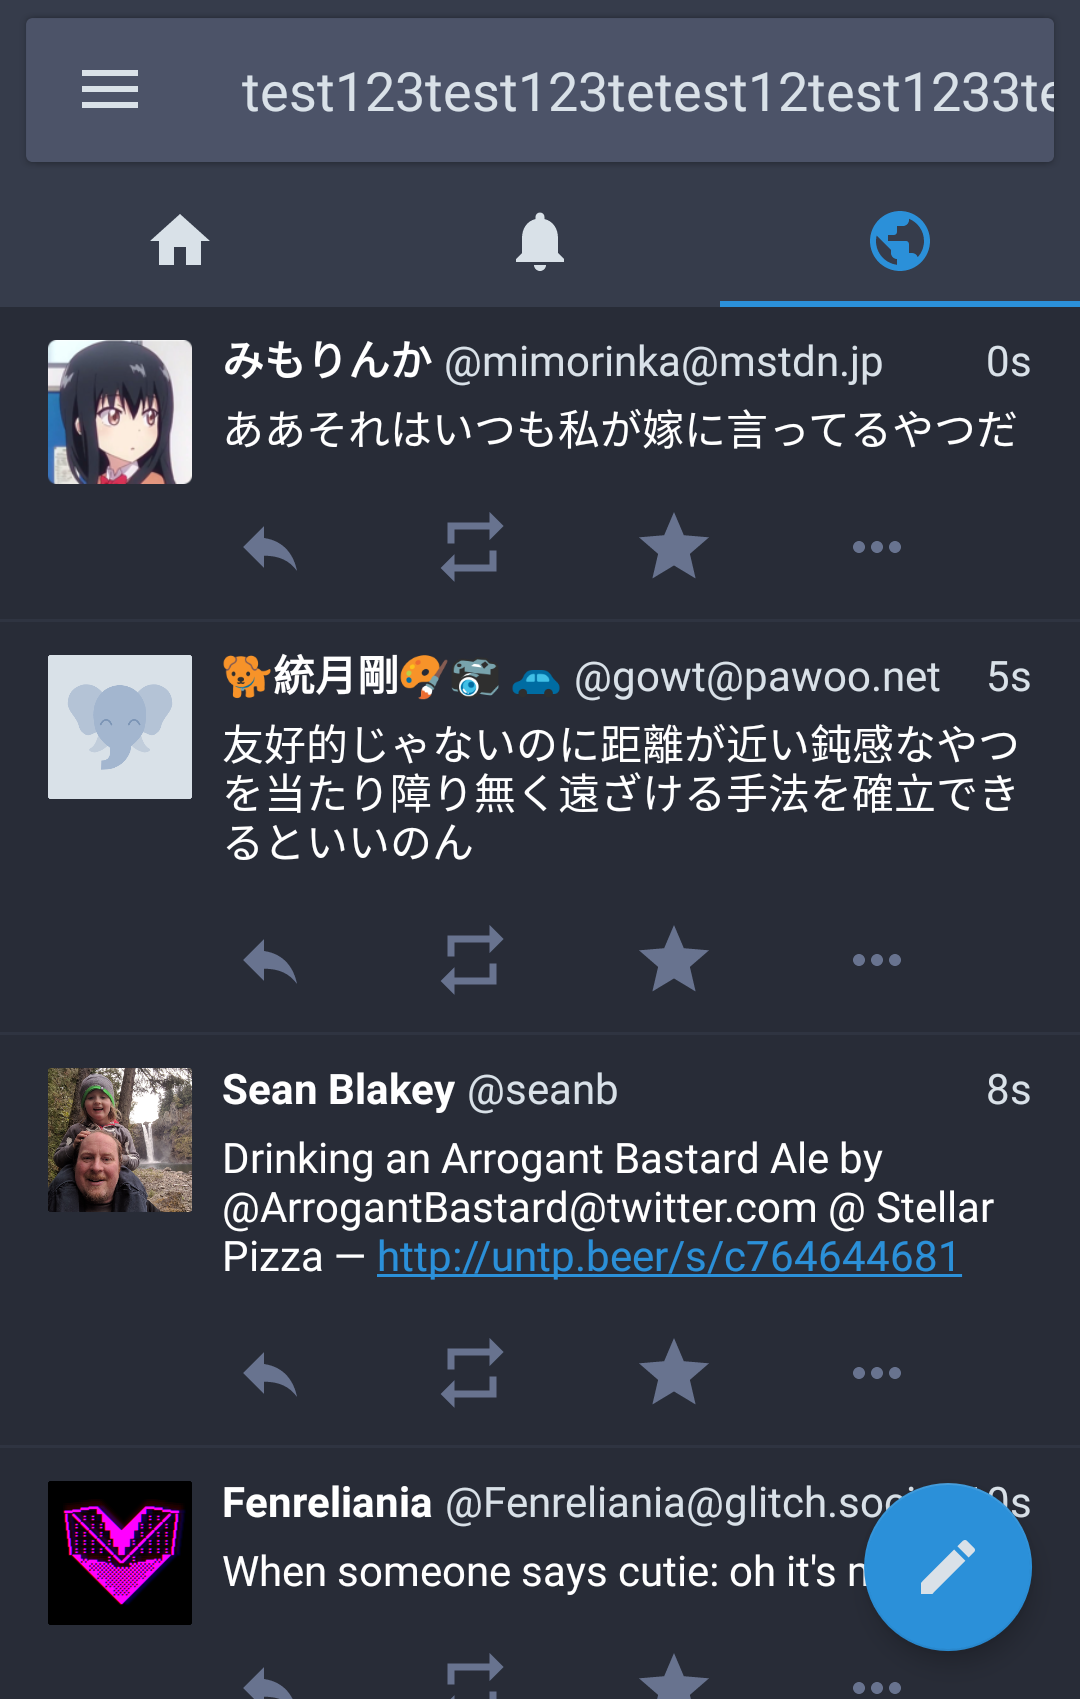 test123test123tetest12test1233te
みもりんか @mimorinka@mstdn.jp 0s
ああそれはいつも私が嫁に言ってるやつだ
🐕統月剛🎨📷 🚗 @gowt@pawoo.net 5s
友好的じゃないのに距離が近い鈍感なやつ
を当たり障り無く遠ざける手法を確立でき
るといいのん
Sean Blakey @seanb 8s
Drinking an Arrogant Bastard Ale by
@ArrogantBastard@twitter.com @ Stellar
Pizza — http://untp.beer/s/c764644681
Fenreliania @Fenreliania@glitch.soci
When someone says cutie: oh it's